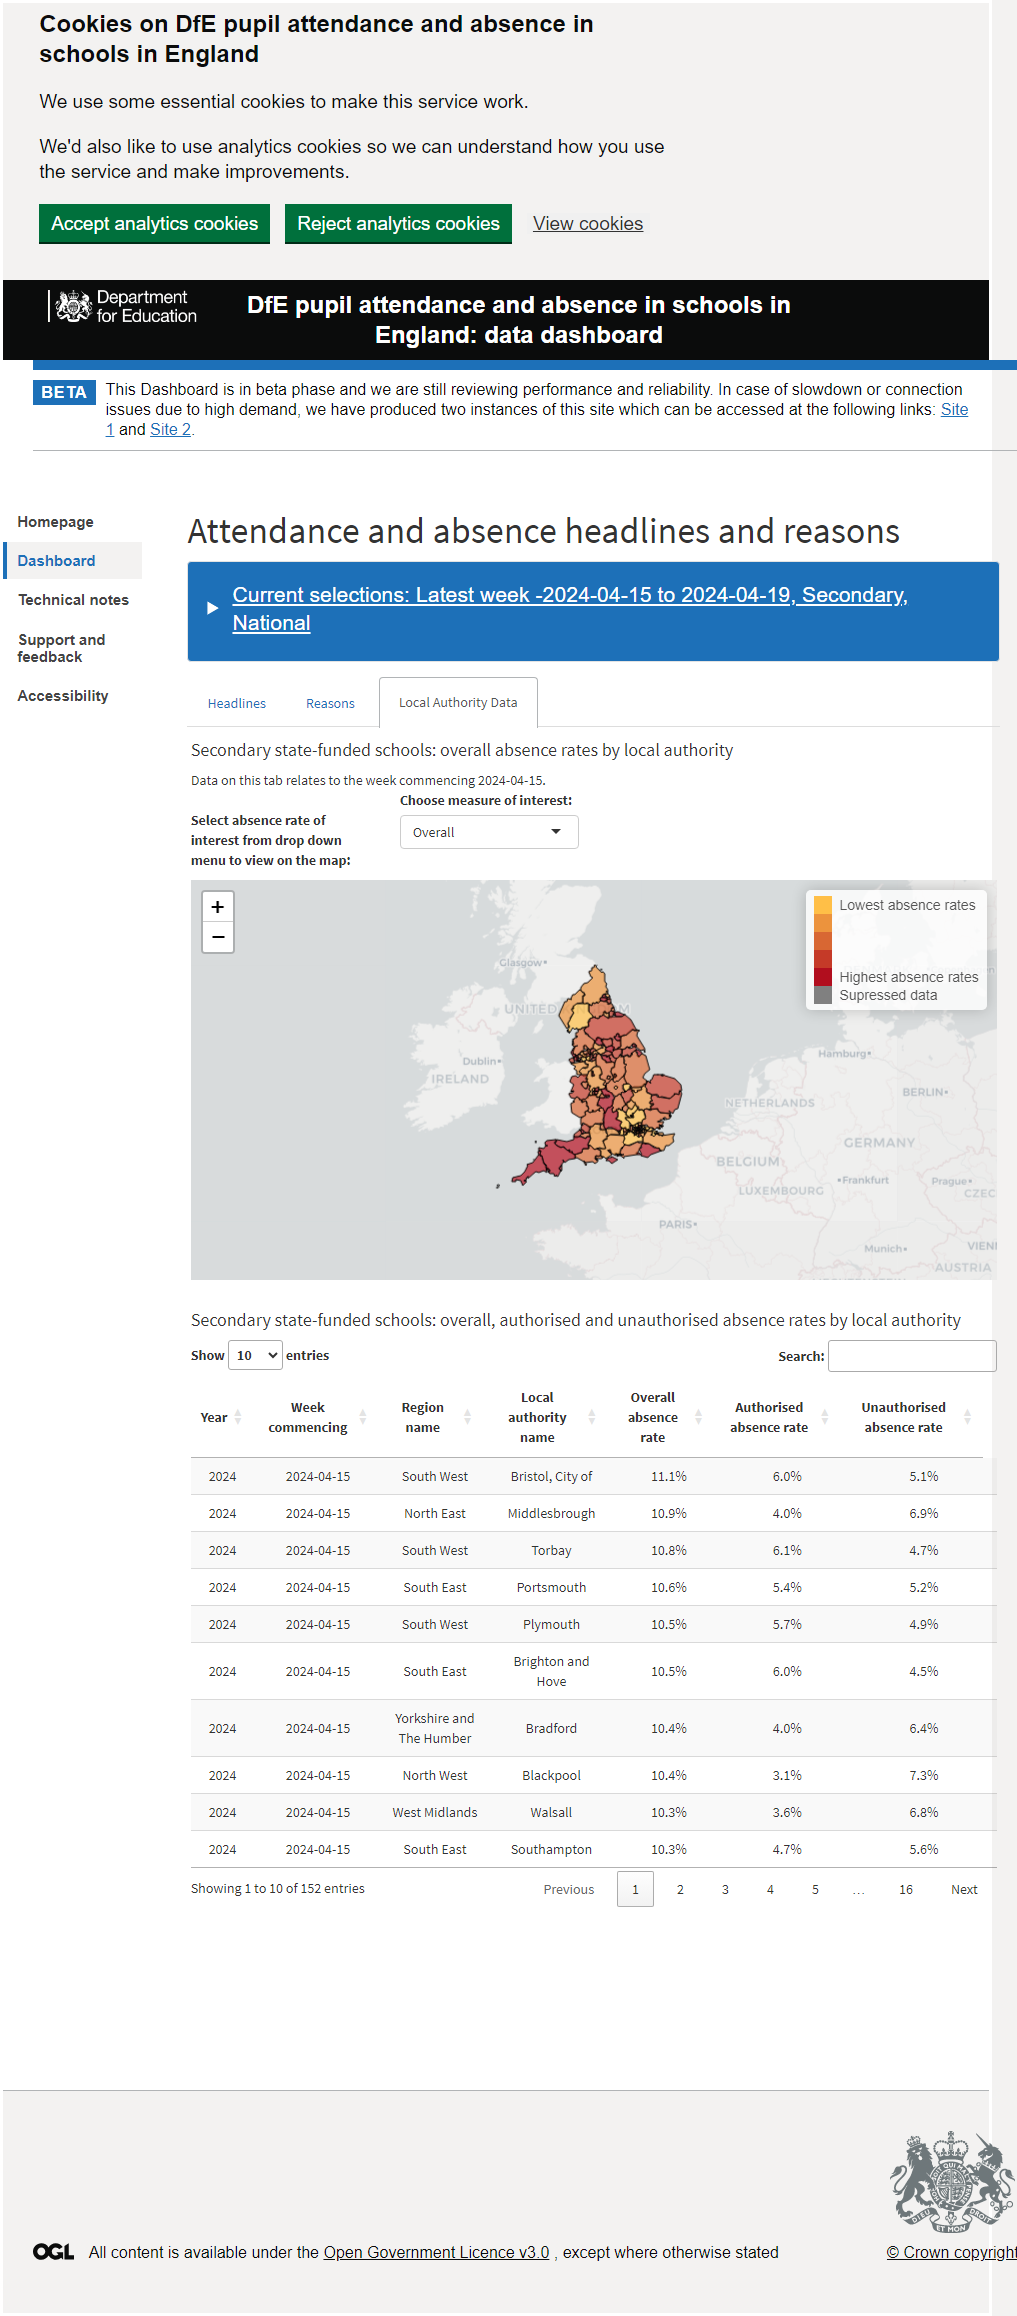 Cookies on DfE pupil attendance and absence in
schools in England
We use some essential cookies to make this service work.
We'd also like to use analytics cookies so we can understand how you use
the service and make improvements.
Accept analytics cookies Reject analytics cookies View cookies
Department
for Education
DfE pupil attendance and absence in schools in
England: data dashboard
BETA This Dashboard is in beta phase and we are still reviewing performance and reliability. In case of slowdown or connection
issues due to high demand, we have produced two instances of this site which can be accessed at the following links: Site
1 and Site 2.
Homepage
Dashboard
Technical notes
Support and
feedback
Accessibility
Attendance and absence headlines and reasons
Current selections: Latest week -2024-04-15 to 2024-04-19, Secondary,
National
Headlines Reasons Local Authority Data
Secondary state-funded schools: overall absence rates by local authority
Data on this tab relates to the week commencing 2024-04-15.
Select absence rate of
interest from drop down
menu to view on the map:
Choose measure of interest:
Overall
+
−
Lowest absence rates
Highest absence rates
Supressed data
Glasgow
UNITED
Dublin
IRELAND
Hamburg
BERLIN
NETHERLANDS
GERMANY
BELGIUM
Frankfurt
Prague
LUXEMBOURG
CZEC
PARIS
Munich
VIEN
AUSTRIA
Secondary state-funded schools: overall, authorised and unauthorised absence rates by local authority
Show 10 entries Search:
Year Week commencing Region name Local authority name Overall absence rate Authorised absence rate Unauthorised absence rate
2024 2024-04-15 South West Bristol, City of 11.1% 6.0% 5.1%
2024 2024-04-15 North East Middlesbrough 10.9% 4.0% 6.9%
2024 2024-04-15 South West Torbay 10.8% 6.1% 4.7%
2024 2024-04-15 South East Portsmouth 10.6% 5.4% 5.2%
2024 2024-04-15 South West Plymouth 10.5% 5.7% 4.9%
2024 2024-04-15 South East Brighton and Hove 10.5% 6.0% 4.5%
2024 2024-04-15 Yorkshire and The Humber Bradford 10.4% 4.0% 6.4%
2024 2024-04-15 North West Blackpool 10.4% 3.1% 7.3%
2024 2024-04-15 West Midlands Walsall 10.3% 3.6% 6.8%
2024 2024-04-15 South East Southampton 10.3% 4.7% 5.6%
Showing 1 to 10 of 152 entries Previous 1 2 3 4 5 … 16 Next
DIEU ET MON DROIT
OGL All content is available under the Open Government Licence v3.0 , except where otherwise stated
© Crown copyright